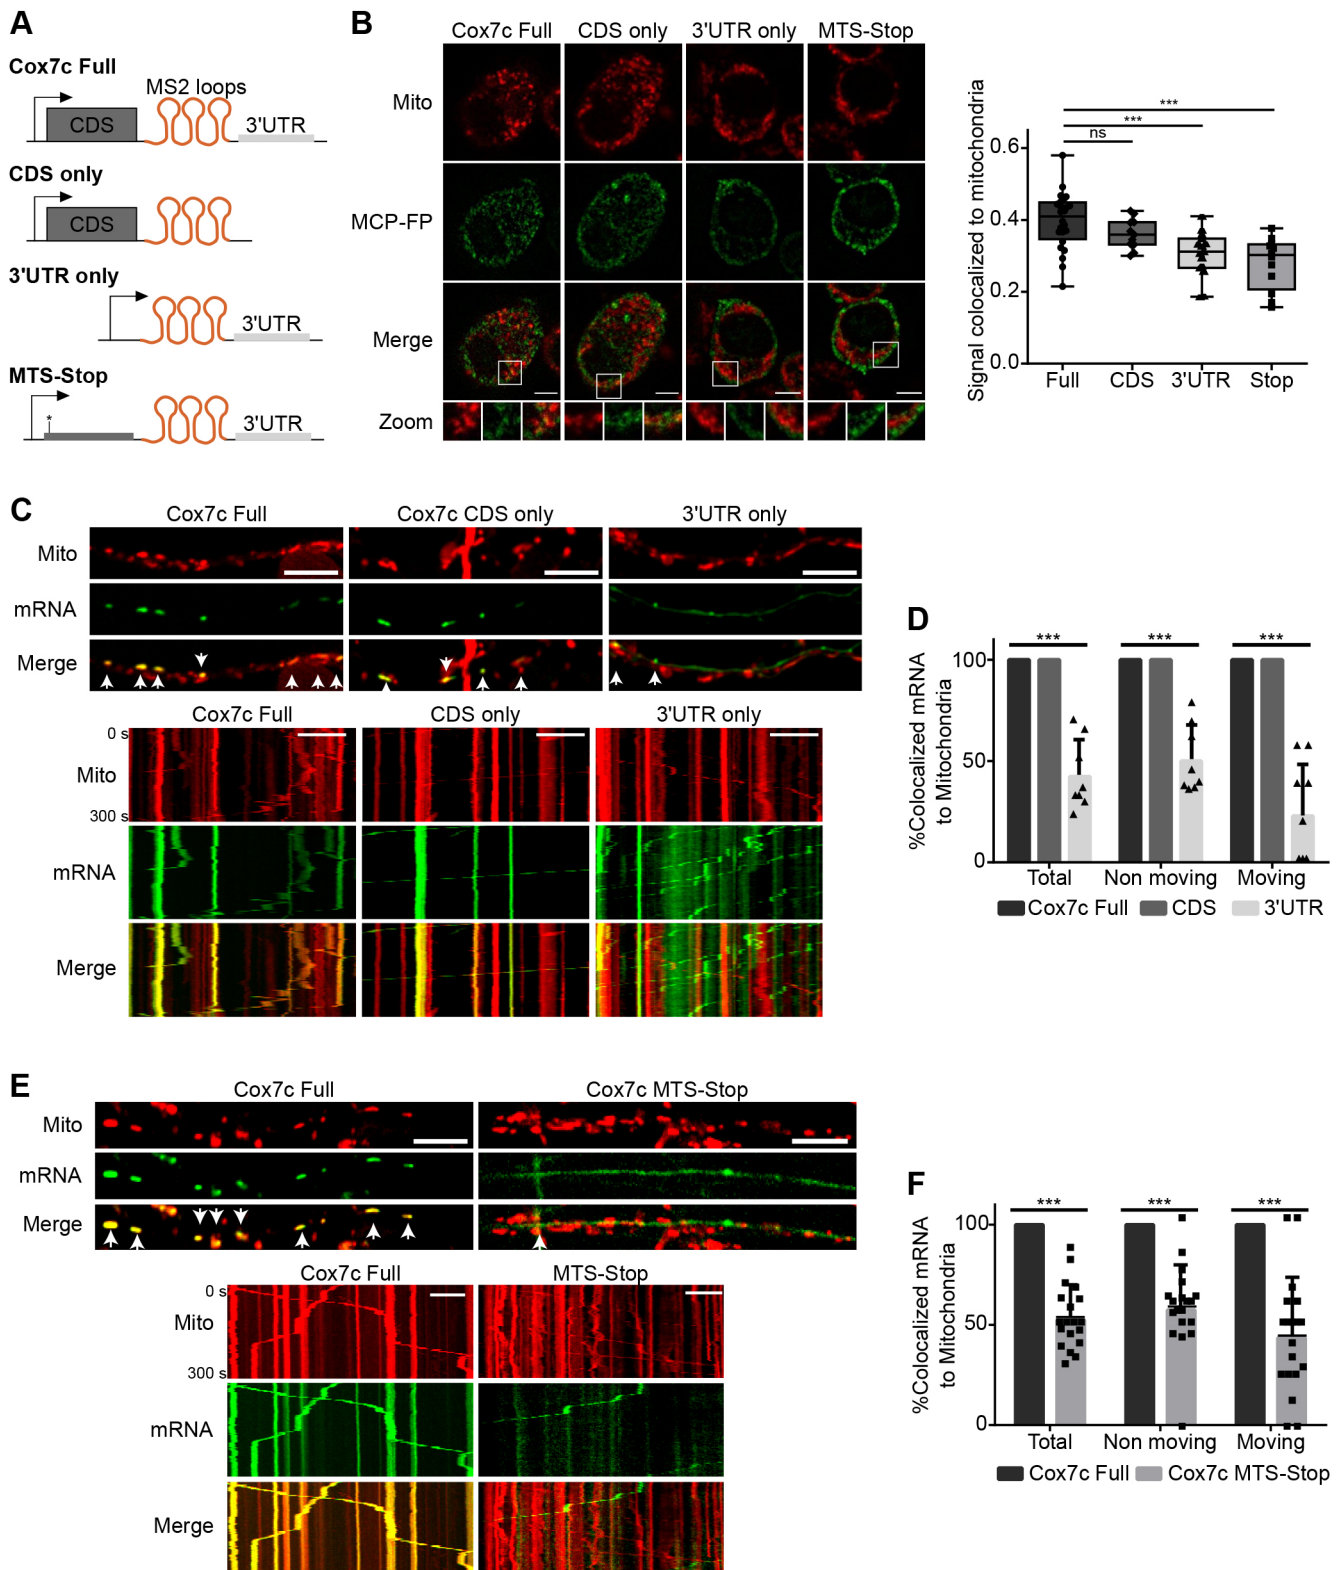 A
Cox7c Full
MS2 loops
CDS
3'UTR
CDS only
CDS
3'UTR only
3'UTR
MTS-Stop
*
3'UTR
B
Cox7c Full CDS only 3'UTR only MTS-Stop
Mito
MCP-FP
Merge
Zoom
Signal colocalized to mitochondria
***
***
ns
0.6
0.4
0.2
0.0
Full CDS 3'UTR Stop
C
Cox7c Full Cox7c CDS only 3'UTR only
Mito
mRNA
Merge
Cox7c Full CDS only 3'UTR only
0 s
Mito
300 s
mRNA
Merge
D
%Colocalized mRNA
to Mitochondria
*** *** ***
100
50
0
Total Non moving Moving
Cox7c Full CDS 3'UTR
E
Cox7c Full Cox7c MTS-Stop
Mito
mRNA
Merge
Cox7c Full MTS-Stop
0 s
Mito
300 s
mRNA
Merge
F
%Colocalized mRNA
to Mitochondria
*** *** ***
100
50
0
Total Non moving Moving
Cox7c Full Cox7c MTS-Stop